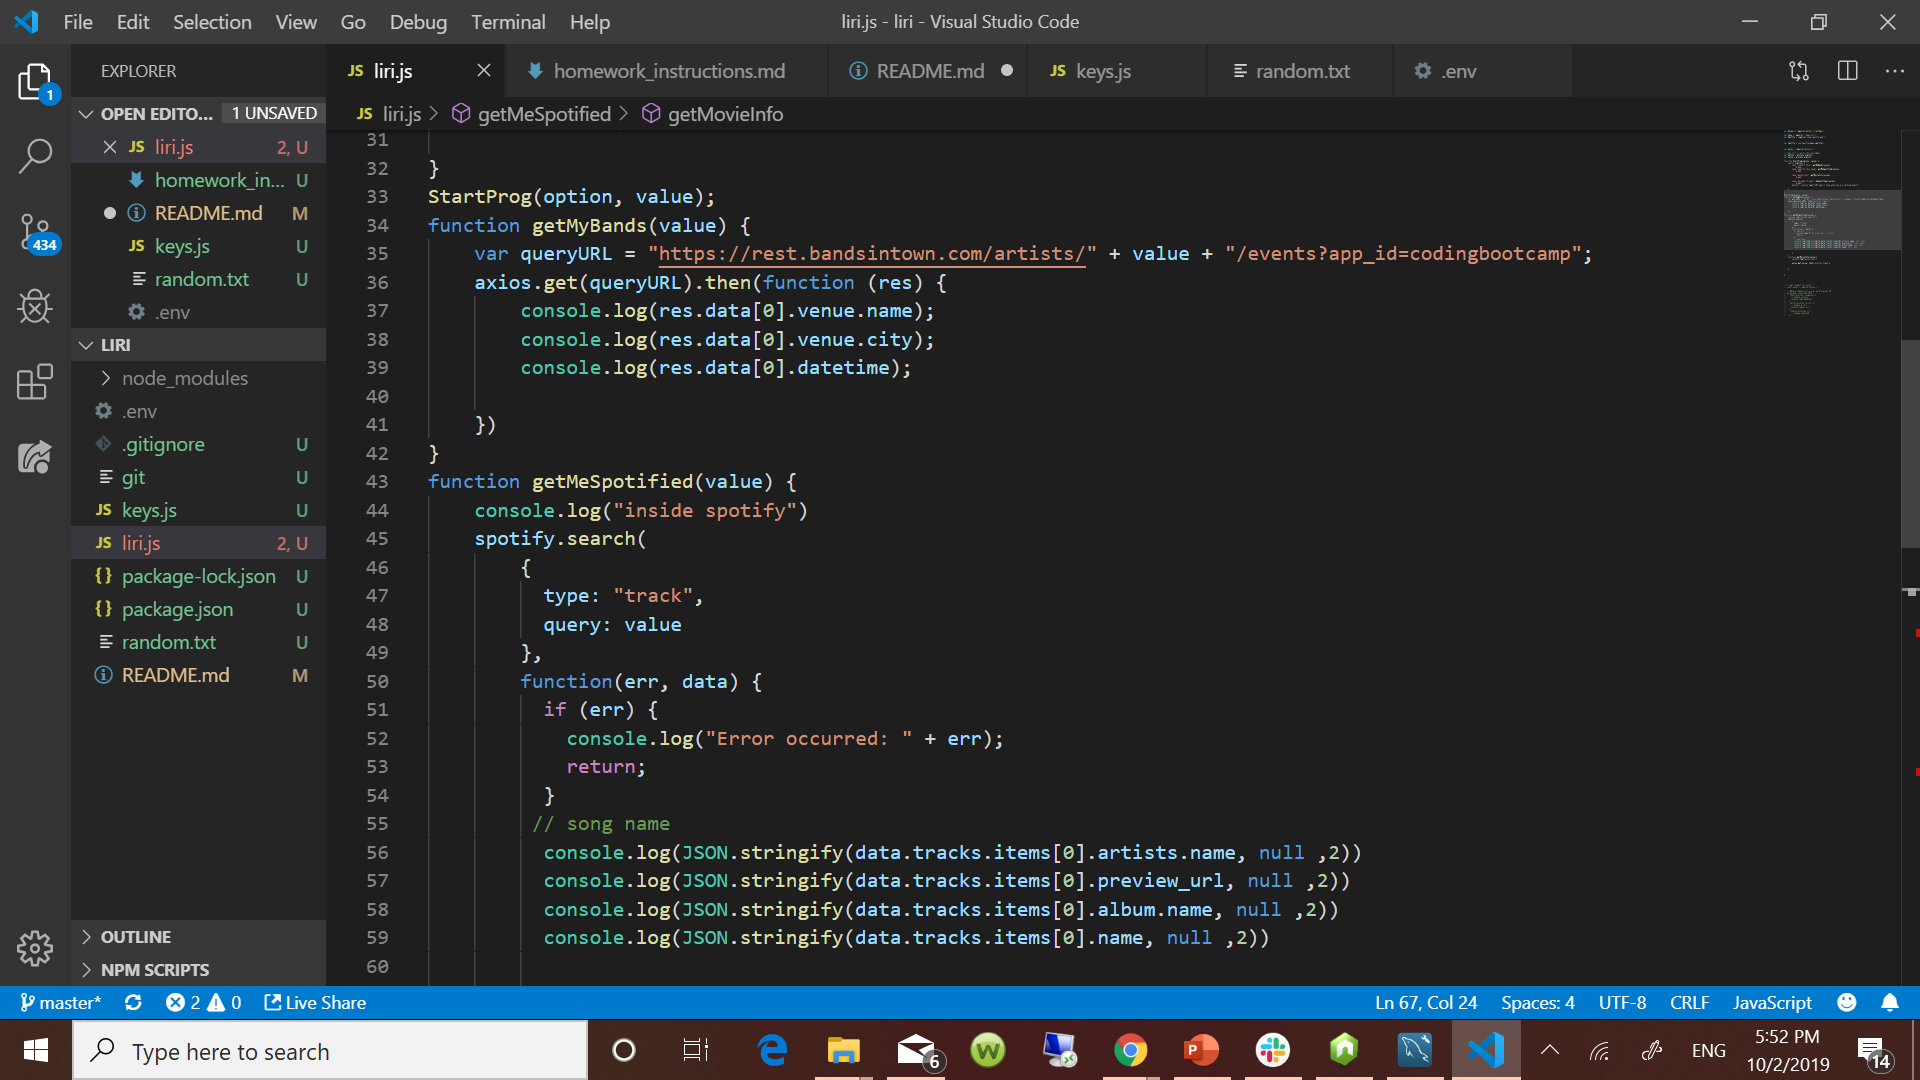 File Edit Selection View Go Debug Terminal Help liri.js - liri - Visual Studio Code
EXPLORER
JS liri.js homework_instructions.md README.md JS keys.js random.txt .env
OPEN EDITO... 1 UNSAVED
JS liri.js > getMeSpotified > getMovieInfo
JS liri.js 2, U
homework_in... U
README.md M
JS keys.js U
random.txt U
.env
LIRI
node_modules
.env
.gitignore U
git U
JS keys.js U
JS liri.js 2, U
{} package-lock.json U
{} package.json U
random.txt U
README.md M
OUTLINE
NPM SCRIPTS
1
434
31
32 }
33 StartProg(option, value);
34 function getMyBands(value) {
35 var queryURL = "https://rest.bandsintown.com/artists/" + value + "/events?app_id=codingbootcamp";
36 axios.get(queryURL).then(function (res) {
37 console.log(res.data[0].venue.name);
38 console.log(res.data[0].venue.city);
39 console.log(res.data[0].datetime);
40
41 })
42 }
43 function getMeSpotified(value) {
44 console.log("inside spotify")
45 spotify.search(
46 {
47 type: "track",
48 query: value
49 },
50 function(err, data) {
51 if (err) {
52 console.log("Error occurred: " + err);
53 return;
54 }
55 // song name
56 console.log(JSON.stringify(data.tracks.items[0].artists.name, null ,2))
57 console.log(JSON.stringify(data.tracks.items[0].preview_url, null ,2))
58 console.log(JSON.stringify(data.tracks.items[0].album.name, null ,2))
59 console.log(JSON.stringify(data.tracks.items[0].name, null ,2))
60
master* 2 0 Live Share Ln 67, Col 24 Spaces: 4 UTF-8 CRLF JavaScript
Type here to search 6 ENG 5:52 PM
10/2/2019 14